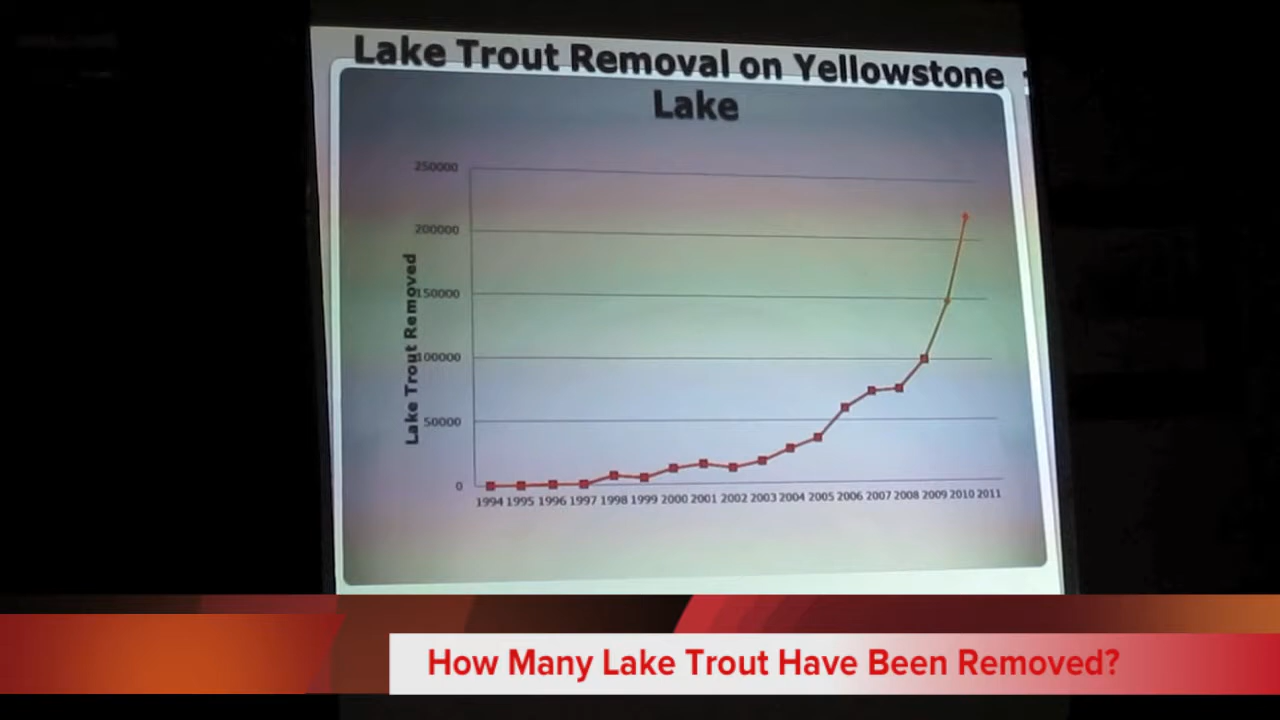 Lake Trout Removal on Yellowstone
Lake
250000
200000
150000
100000
50000
0
Lake Trout Removed
1994 1995 1996 1997 1998 1999 2000 2001 2002 2003 2004 2005 2006 2007 2008 2009 2010 2011
How Many Lake Trout Have Been Removed?